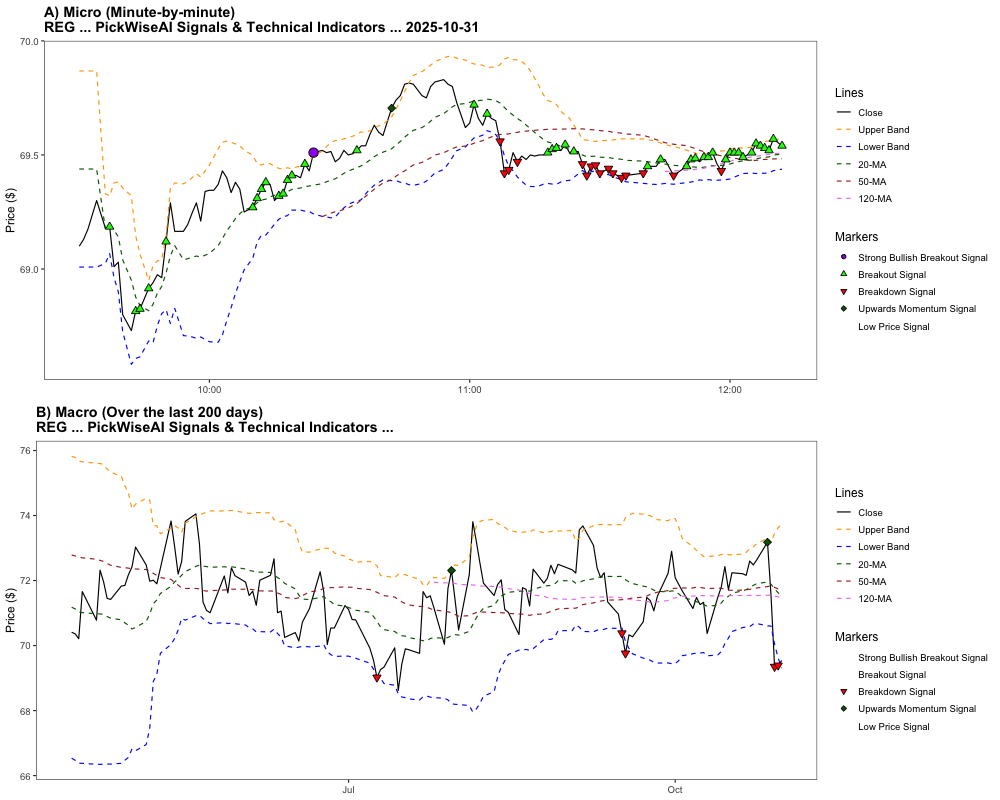 A) Micro (Minute-by-minute)
REG ... PickWiseAI Signals & Technical Indicators ... 2025-10-31
70.0
69.5
69.0
Price ($)
10:00
11:00
12:00
Lines
Close
Upper Band
Lower Band
20-MA
50-MA
120-MA
Markers
Strong Bullish Breakout Signal
Breakout Signal
Breakdown Signal
Upwards Momentum Signal
Low Price Signal
B) Macro (Over the last 200 days)
REG ... PickWiseAI Signals & Technical Indicators ...
76
74
72
70
68
66
Price ($)
Jul
Oct
Lines
Close
Upper Band
Lower Band
20-MA
50-MA
120-MA
Markers
Strong Bullish Breakout Signal
Breakout Signal
Breakdown Signal
Upwards Momentum Signal
Low Price Signal